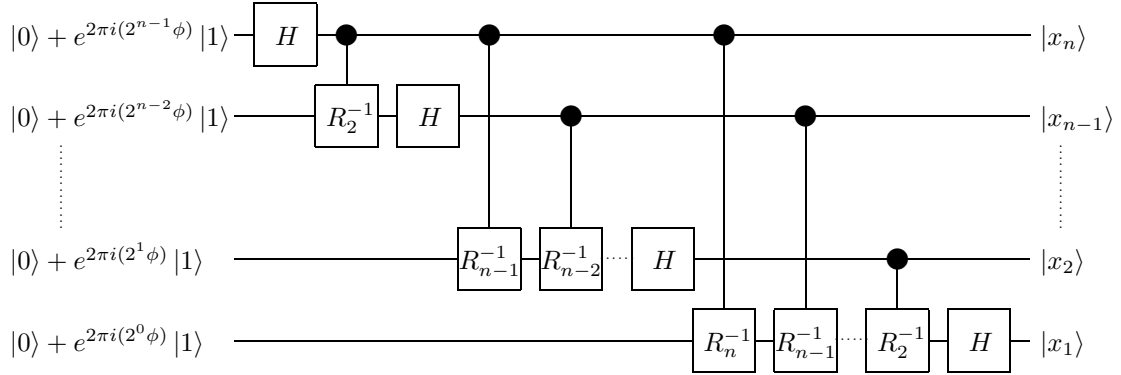 |0⟩ + e^{2πi(2^{n−1}ϕ)} |1⟩ H |x_n⟩
|0⟩ + e^{2πi(2^{n−2}ϕ)} |1⟩ R_2^{−1} H |x_{n−1}⟩
|0⟩ + e^{2πi(2^1ϕ)} |1⟩ R_{n−1}^{−1} R_{n−2}^{−1} H |x_2⟩
|0⟩ + e^{2πi(2^0ϕ)} |1⟩ R_n^{−1} R_{n−1}^{−1} R_2^{−1} H |x_1⟩